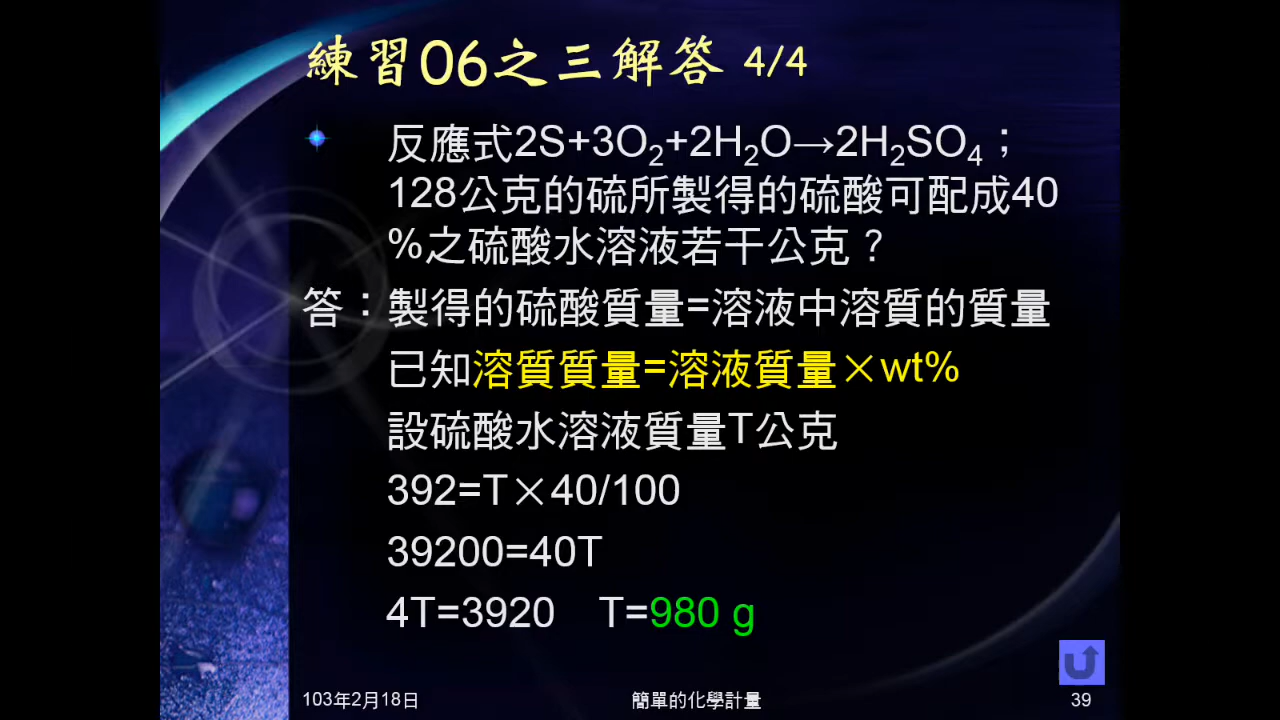 練習06之三解答 4/4
反應式2S+3O₂+2H₂O→2H₂SO₄；
128公克的硫所製得的硫酸可配成40
%之硫酸水溶液若干公克？
答：製得的硫酸質量=溶液中溶質的質量
已知溶質質量=溶液質量×wt%
設硫酸水溶液質量T公克
392=T×40/100
39200=40T
4T=3920 T=980 g
103年2月18日 簡單的化學計量 39